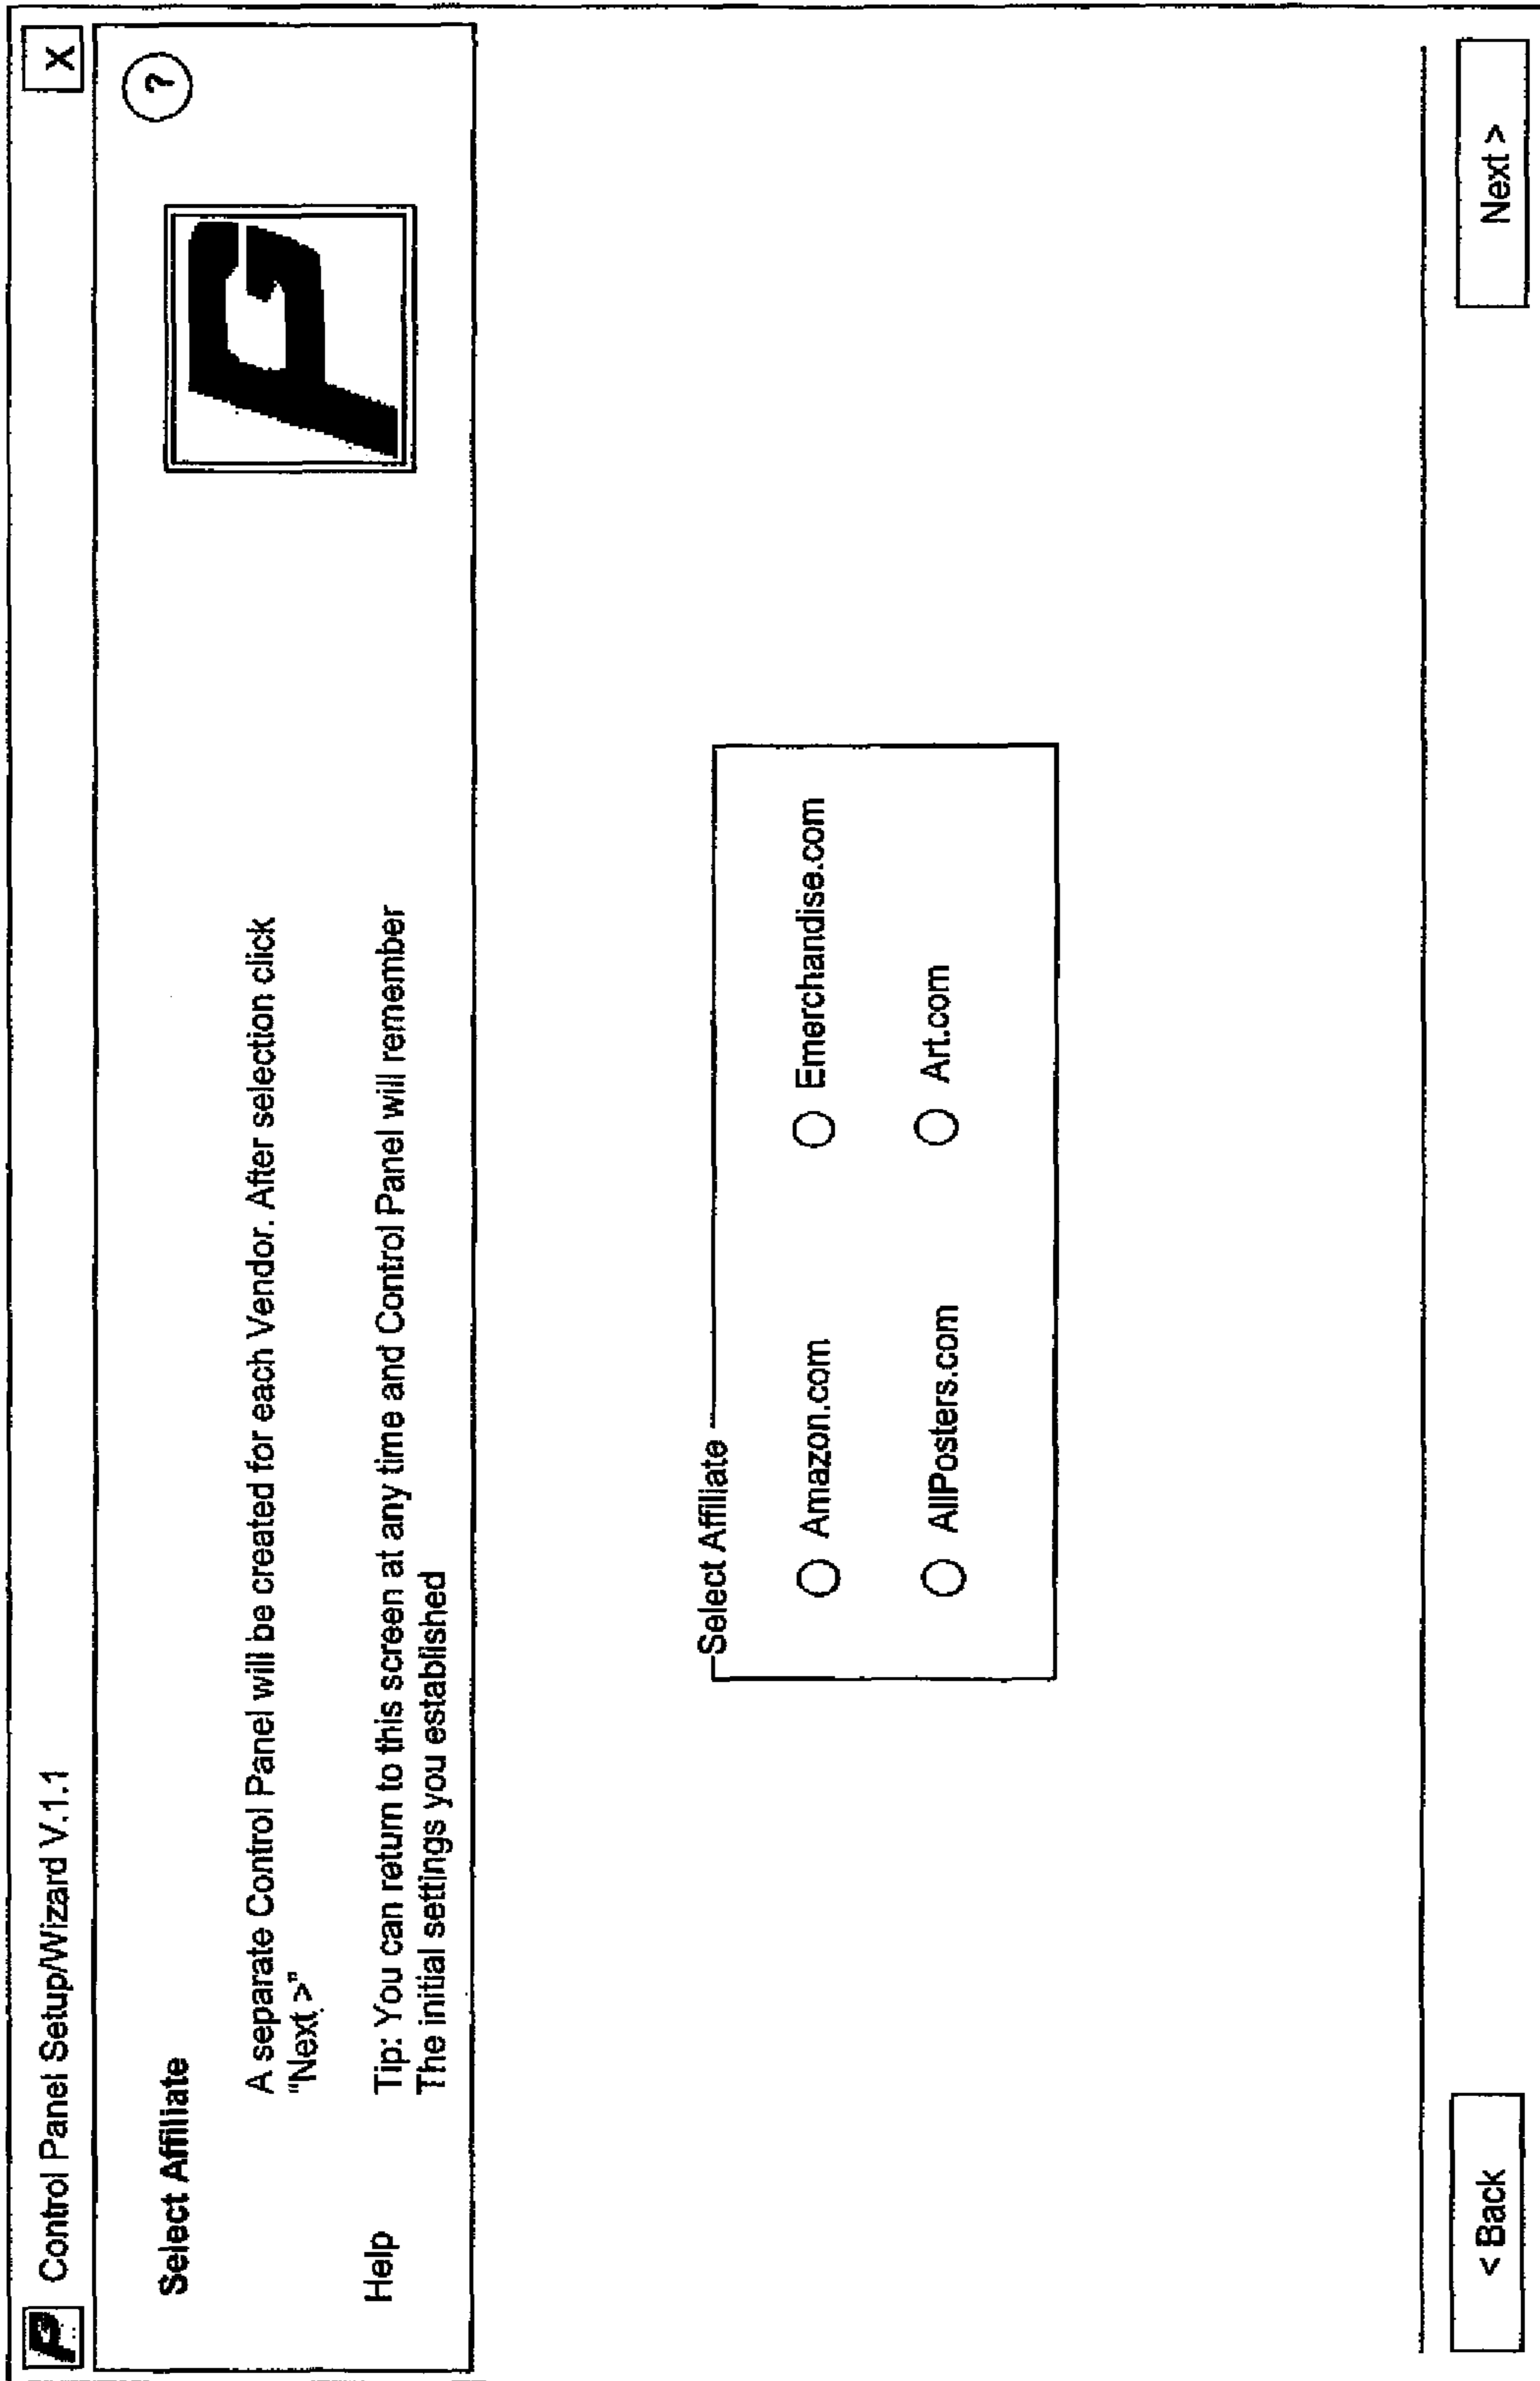 Control Panel Setup/Wizard V.1.1
X
Select Affiliate
?
A separate Control Panel will be created for each Vendor. After selection click
"Next >"
Help
Tip: You can return to this screen at any time and Control Panel will remember
The initial settings you established
Select Affiliate
Amazon.com
Emerchandise.com
AllPosters.com
Art.com
< Back
Next >